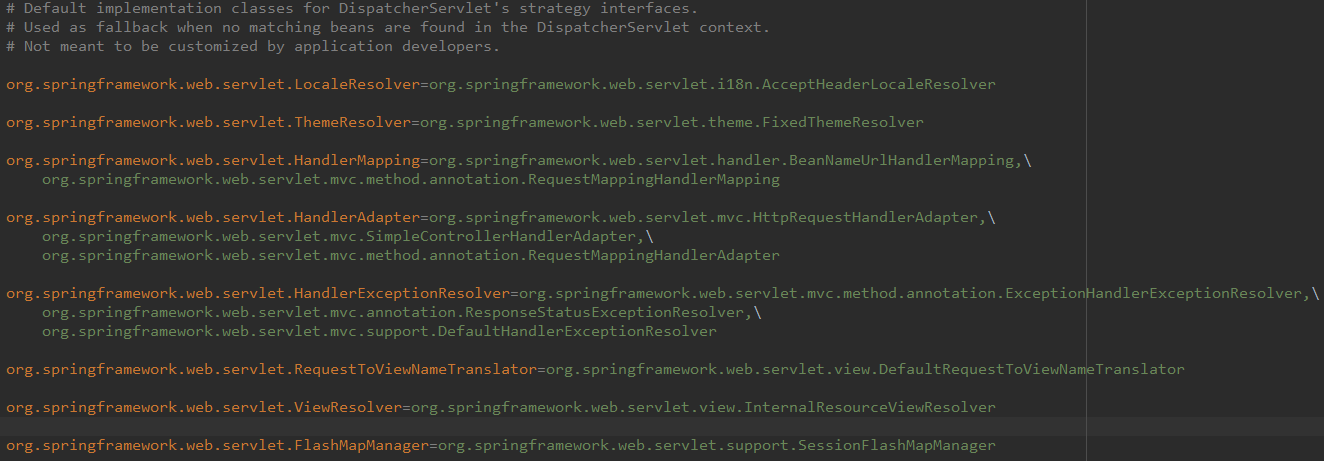 # Default implementation classes for DispatcherServlet's strategy interfaces.
# Used as fallback when no matching beans are found in the DispatcherServlet context.
# Not meant to be customized by application developers.
org.springframework.web.servlet.LocaleResolver=org.springframework.web.servlet.i18n.AcceptHeaderLocaleResolver
org.springframework.web.servlet.ThemeResolver=org.springframework.web.servlet.theme.FixedThemeResolver
org.springframework.web.servlet.HandlerMapping=org.springframework.web.servlet.handler.BeanNameUrlHandlerMapping,\
org.springframework.web.servlet.mvc.method.annotation.RequestMappingHandlerMapping
org.springframework.web.servlet.HandlerAdapter=org.springframework.web.servlet.mvc.HttpRequestHandlerAdapter,\
org.springframework.web.servlet.mvc.SimpleControllerHandlerAdapter,\
org.springframework.web.servlet.mvc.method.annotation.RequestMappingHandlerAdapter
org.springframework.web.servlet.HandlerExceptionResolver=org.springframework.web.servlet.mvc.method.annotation.ExceptionHandlerExceptionResolver,\
org.springframework.web.servlet.mvc.annotation.ResponseStatusExceptionResolver,\
org.springframework.web.servlet.mvc.support.DefaultHandlerExceptionResolver
org.springframework.web.servlet.RequestToViewNameTranslator=org.springframework.web.servlet.view.DefaultRequestToViewNameTranslator
org.springframework.web.servlet.ViewResolver=org.springframework.web.servlet.view.InternalResourceViewResolver
org.springframework.web.servlet.FlashMapManager=org.springframework.web.servlet.support.SessionFlashMapManager